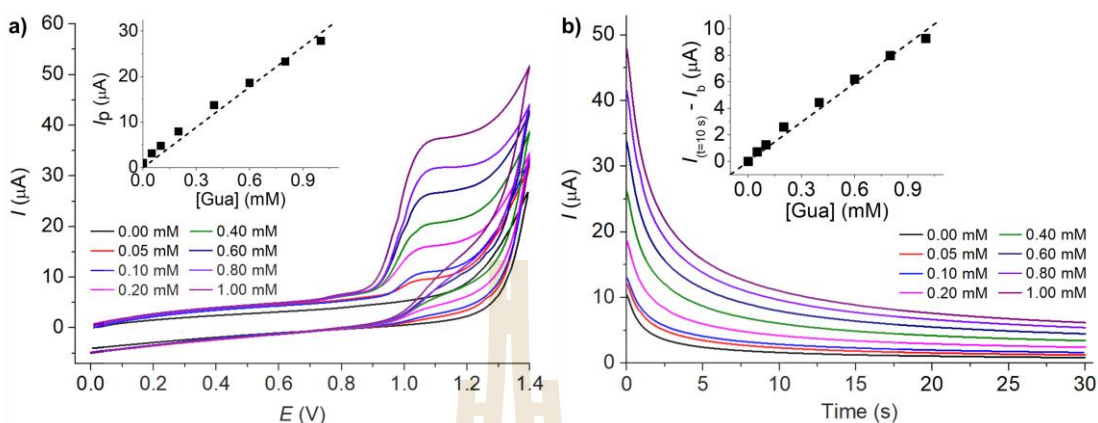 a)
60
50
40
30
20
10
0
I (μA)
0.0 0.2 0.4 0.6 0.8 1.0 1.2 1.4
E (V)
30
20
10
0
Ip (μA)
0.0 0.3 0.6 0.9
[Gua] (mM)
0.00 mM 0.40 mM
0.05 mM 0.60 mM
0.10 mM 0.80 mM
0.20 mM 1.00 mM
b)
50
40
30
20
10
0
I (μA)
0 5 10 15 20 25 30
Time (s)
10
8
6
4
2
0
I(t=10 s) - Ib (μA)
0.0 0.3 0.6 0.9
[Gua] (mM)
0.00 mM 0.40 mM
0.05 mM 0.60 mM
0.10 mM 0.80 mM
0.20 mM 1.00 mM